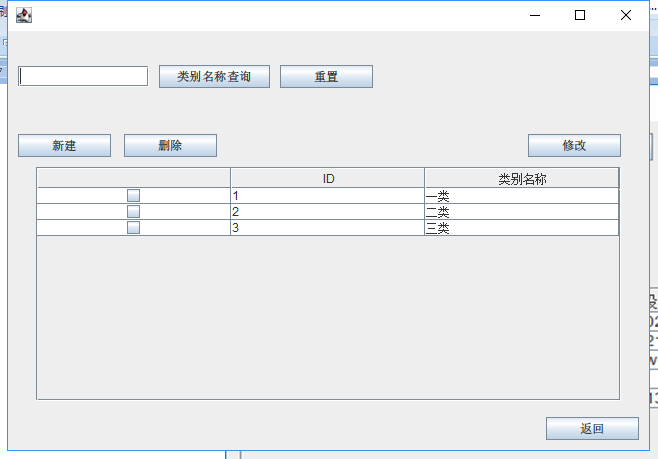 类别名称查询 重置
新建 删除 修改
ID 类别名称
1 一类
2 二类
3 三类
返回